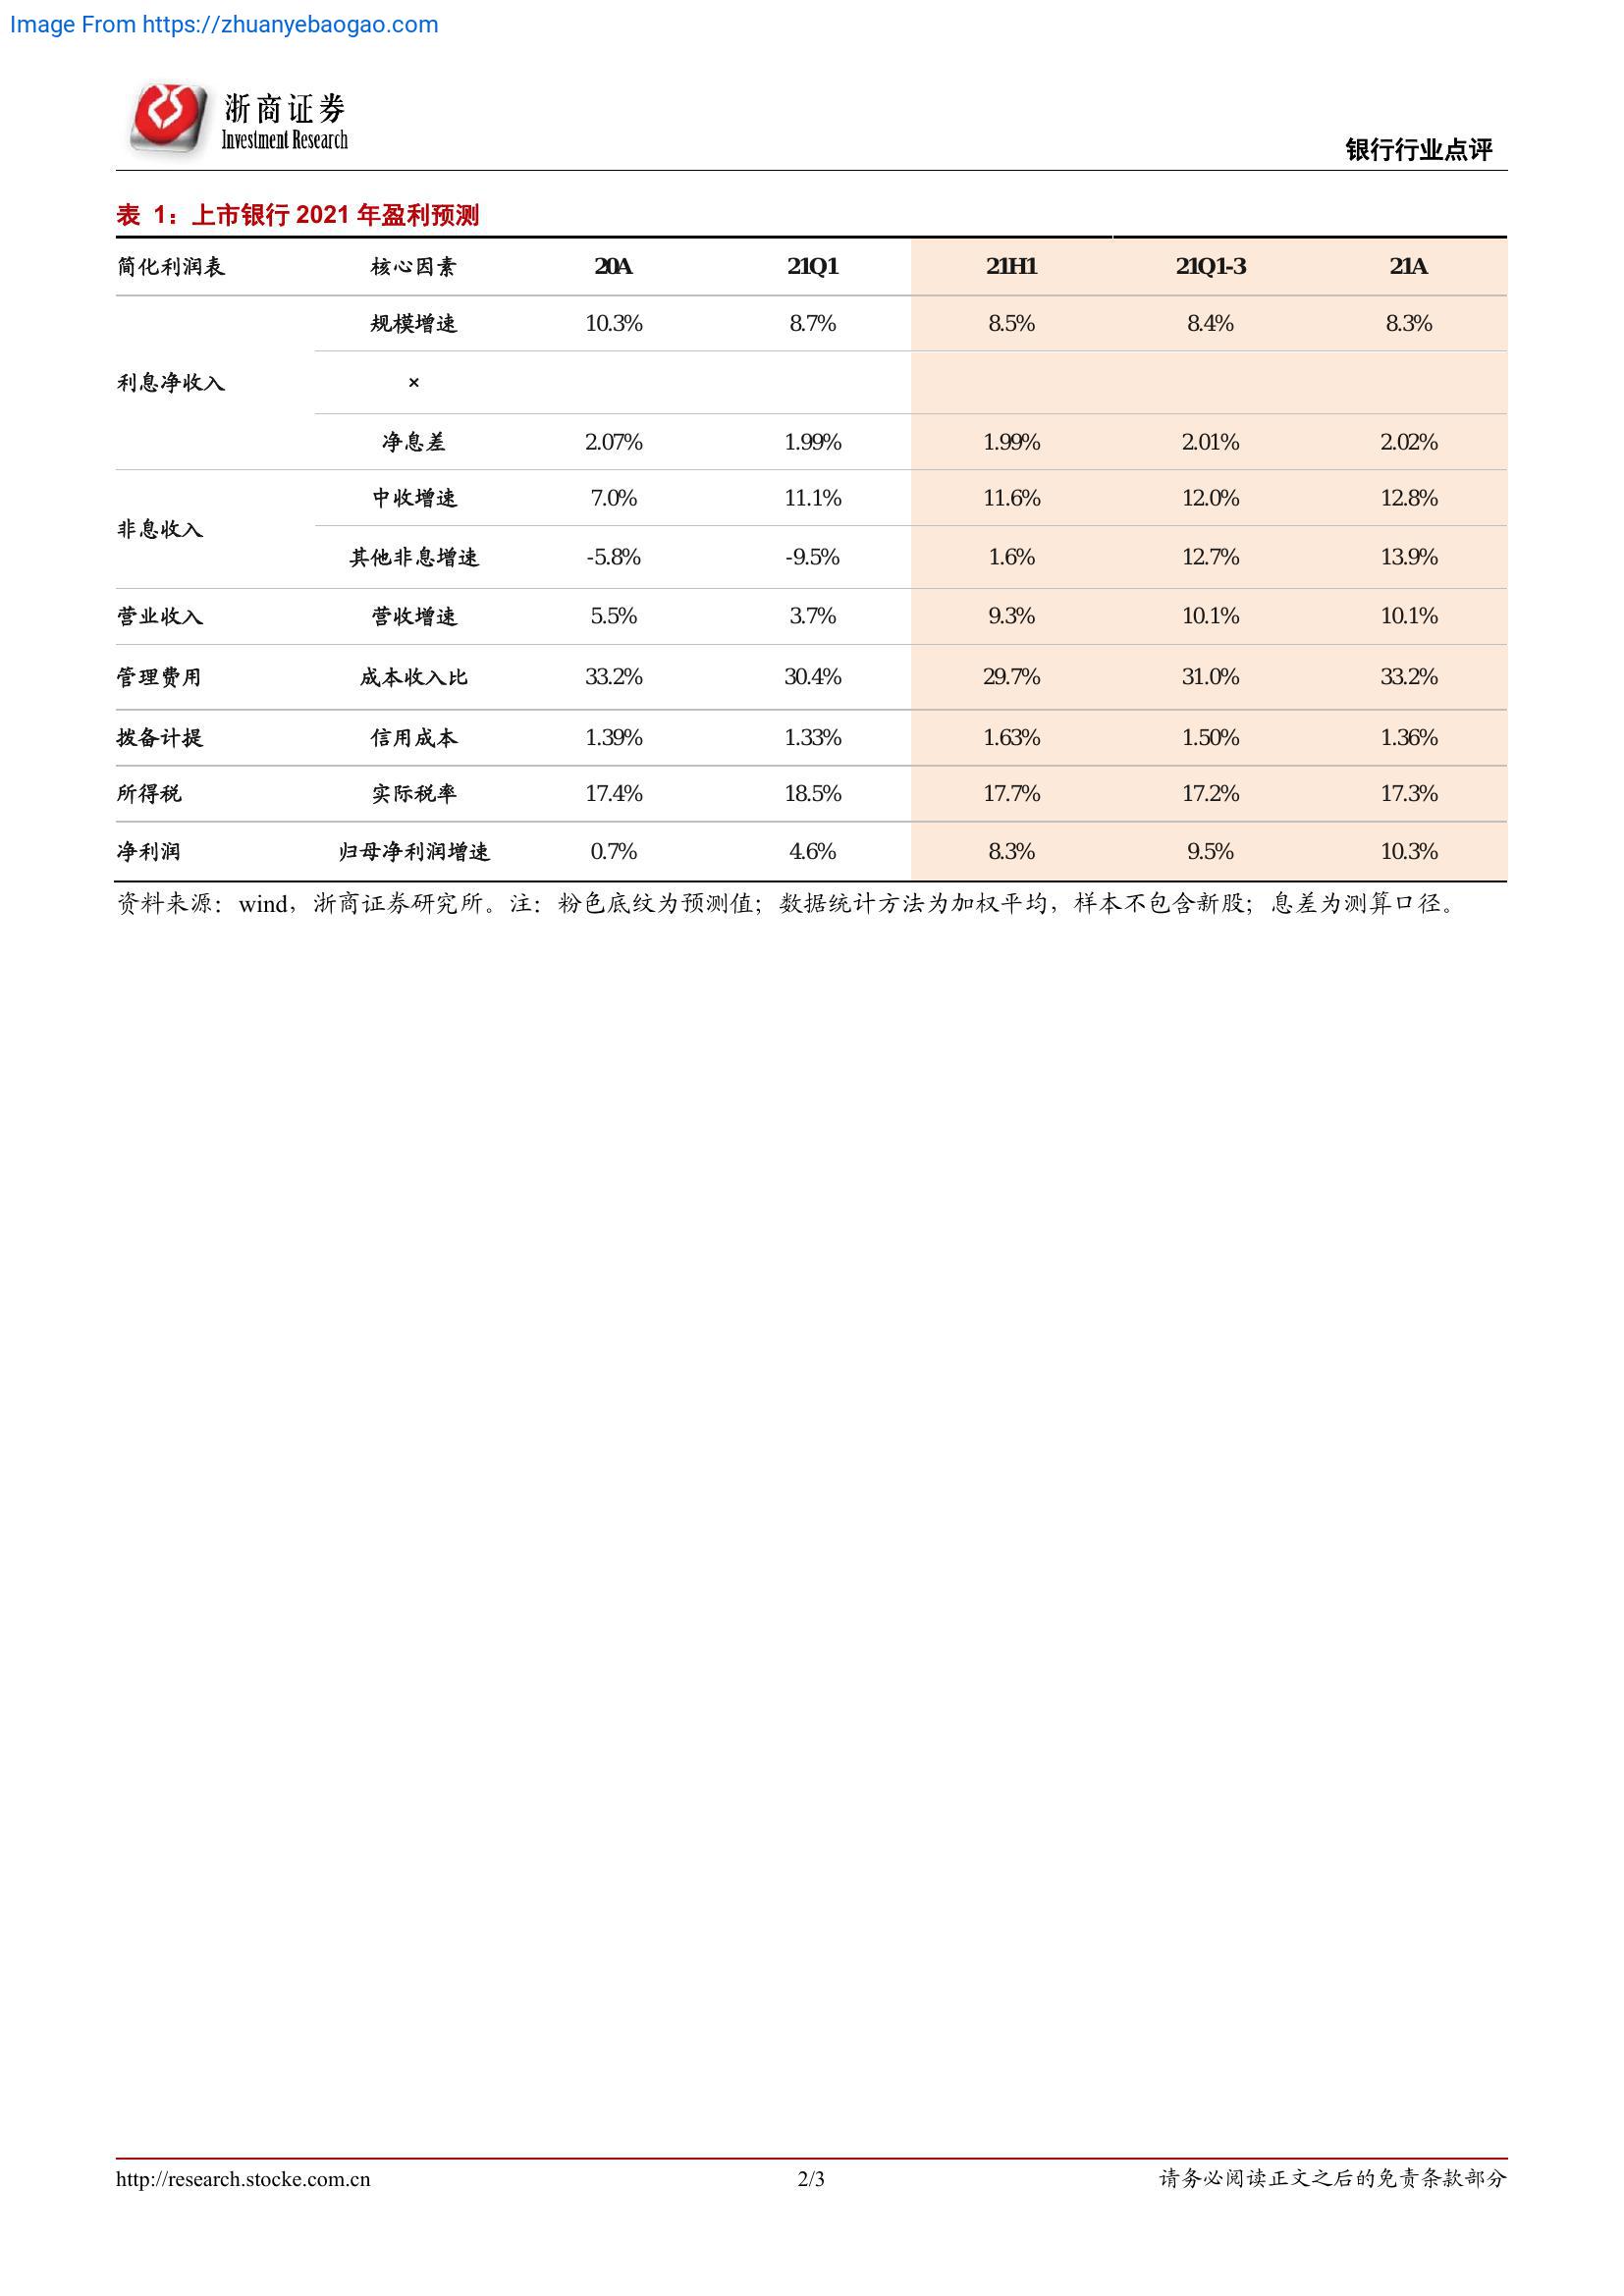 Image From https://zhuanyebaogao.com
浙商证券
Investment Research
银行行业点评
表 1：上市银行 2021 年盈利预测
简化利润表 核心因素 20A 21Q1 21H1 21Q1-3 21A
规模增速 10.3% 8.7% 8.5% 8.4% 8.3%
利息净收入 ×
净息差 2.07% 1.99% 1.99% 2.01% 2.02%
中收增速 7.0% 11.1% 11.6% 12.0% 12.8%
非息收入
其他非息增速 -5.8% -9.5% 1.6% 12.7% 13.9%
营业收入 营收增速 5.5% 3.7% 9.3% 10.1% 10.1%
管理费用 成本收入比 33.2% 30.4% 29.7% 31.0% 33.2%
拨备计提 信用成本 1.39% 1.33% 1.63% 1.50% 1.36%
所得税 实际税率 17.4% 18.5% 17.7% 17.2% 17.3%
净利润 归母净利润增速 0.7% 4.6% 8.3% 9.5% 10.3%
资料来源：wind，浙商证券研究所。注：粉色底纹为预测值；数据统计方法为加权平均，样本不包含新股；息差为测算口径。
http://research.stocke.com.cn 2/3 请务必阅读正文之后的免责条款部分